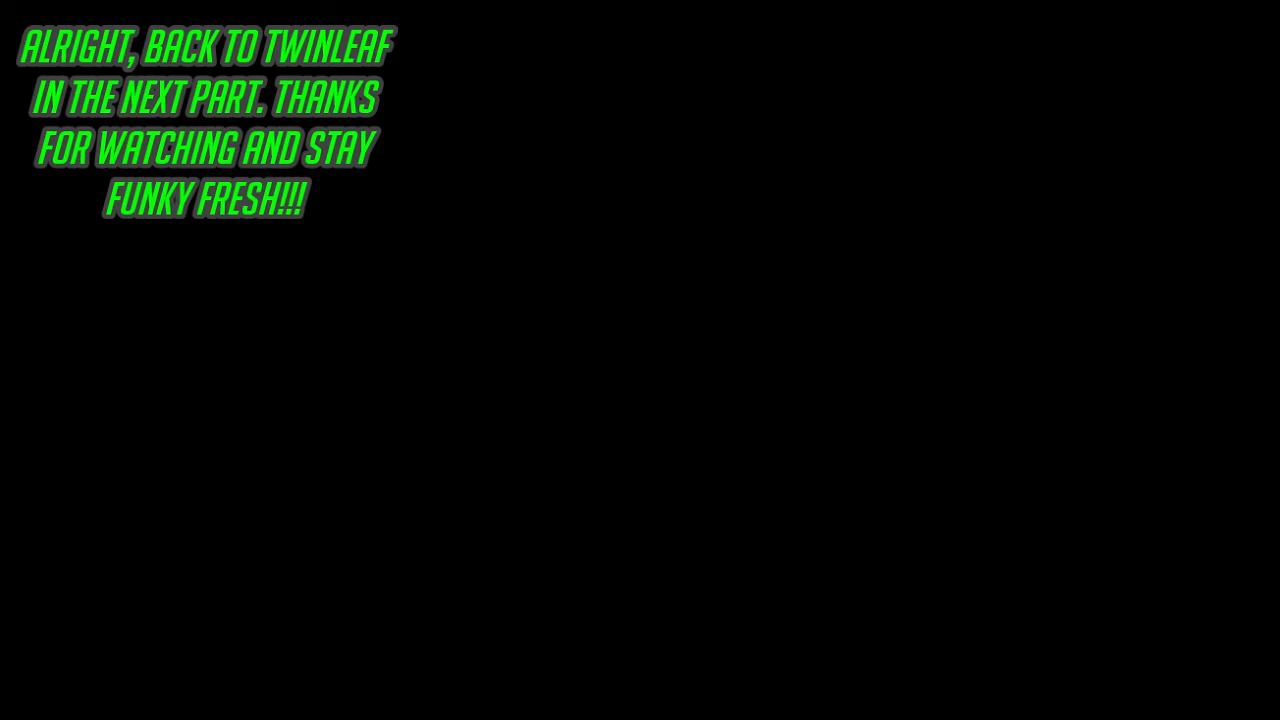 ALRIGHT, BACK TO TWINLEAF
IN THE NEXT PART. THANKS
FOR WATCHING AND STAY
FUNKY FRESH!!!